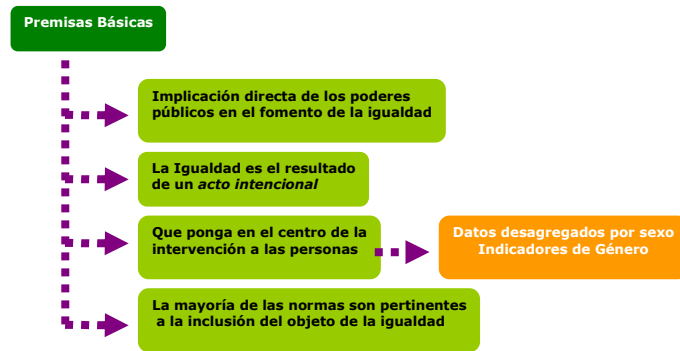 Premisas Básicas
Implicación directa de los poderes
públicos en el fomento de la igualdad
La Igualdad es el resultado
de un acto intencional
Que ponga en el centro de la
intervención a las personas
Datos desagregados por sexo
Indicadores de Género
La mayoría de las normas son pertinentes
a la inclusión del objeto de la igualdad